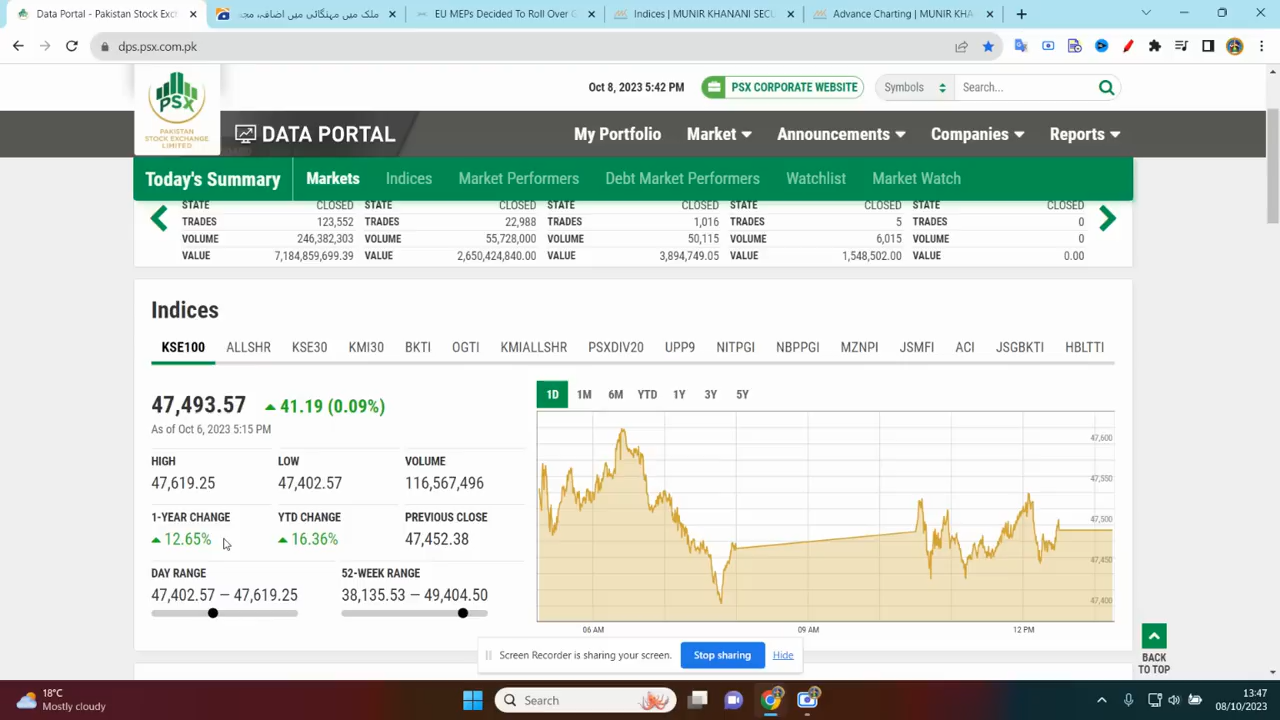 Data Portal - Pakistan Stock Exc
ملک میں مہنگائی میں اضافہ، مجـ
EU MEPs Decided To Roll Over G
Indices | MUNIR KHANANI SECU
Advance Charting | MUNIR KHA
dps.psx.com.pk
PSX
PAKISTAN
STOCK EXCHANGE
LIMITED
Oct 8, 2023 5:42 PM PSX CORPORATE WEBSITE Symbols Search...
DATA PORTAL My Portfolio Market Announcements Companies Reports
Today's Summary Markets Indices Market Performers Debt Market Performers Watchlist Market Watch
STATE CLOSED STATE CLOSED STATE CLOSED STATE CLOSED STATE CLOSED
TRADES 123,552 TRADES 22,988 TRADES 1,016 TRADES 5 TRADES 0
VOLUME 246,382,303 VOLUME 55,728,000 VOLUME 50,115 VOLUME 6,015 VOLUME 0
VALUE 7,184,859,699.39 VALUE 2,650,424,840.00 VALUE 3,894,749.05 VALUE 1,548,502.00 VALUE 0.00
Indices
KSE100 ALLSHR KSE30 KMI30 BKTI OGTI KMIALLSHR PSXDIV20 UPP9 NITPGI NBPPGI MZNPI JSMFI ACI JSGBKTI HBLTTI
47,493.57 41.19 (0.09%)
As of Oct 6, 2023 5:15 PM
HIGH LOW VOLUME
47,619.25 47,402.57 116,567,496
1-YEAR CHANGE YTD CHANGE PREVIOUS CLOSE
12.65% 16.36% 47,452.38
DAY RANGE 52-WEEK RANGE
47,402.57 — 47,619.25 38,135.53 — 49,404.50
1D 1M 6M YTD 1Y 3Y 5Y
47,600
47,550
47,500
47,450
47,400
06 AM 09 AM 12 PM
BACK
TO TOP
Screen Recorder is sharing your screen. Stop sharing Hide
18°C
Mostly cloudy
Search
13:47
08/10/2023